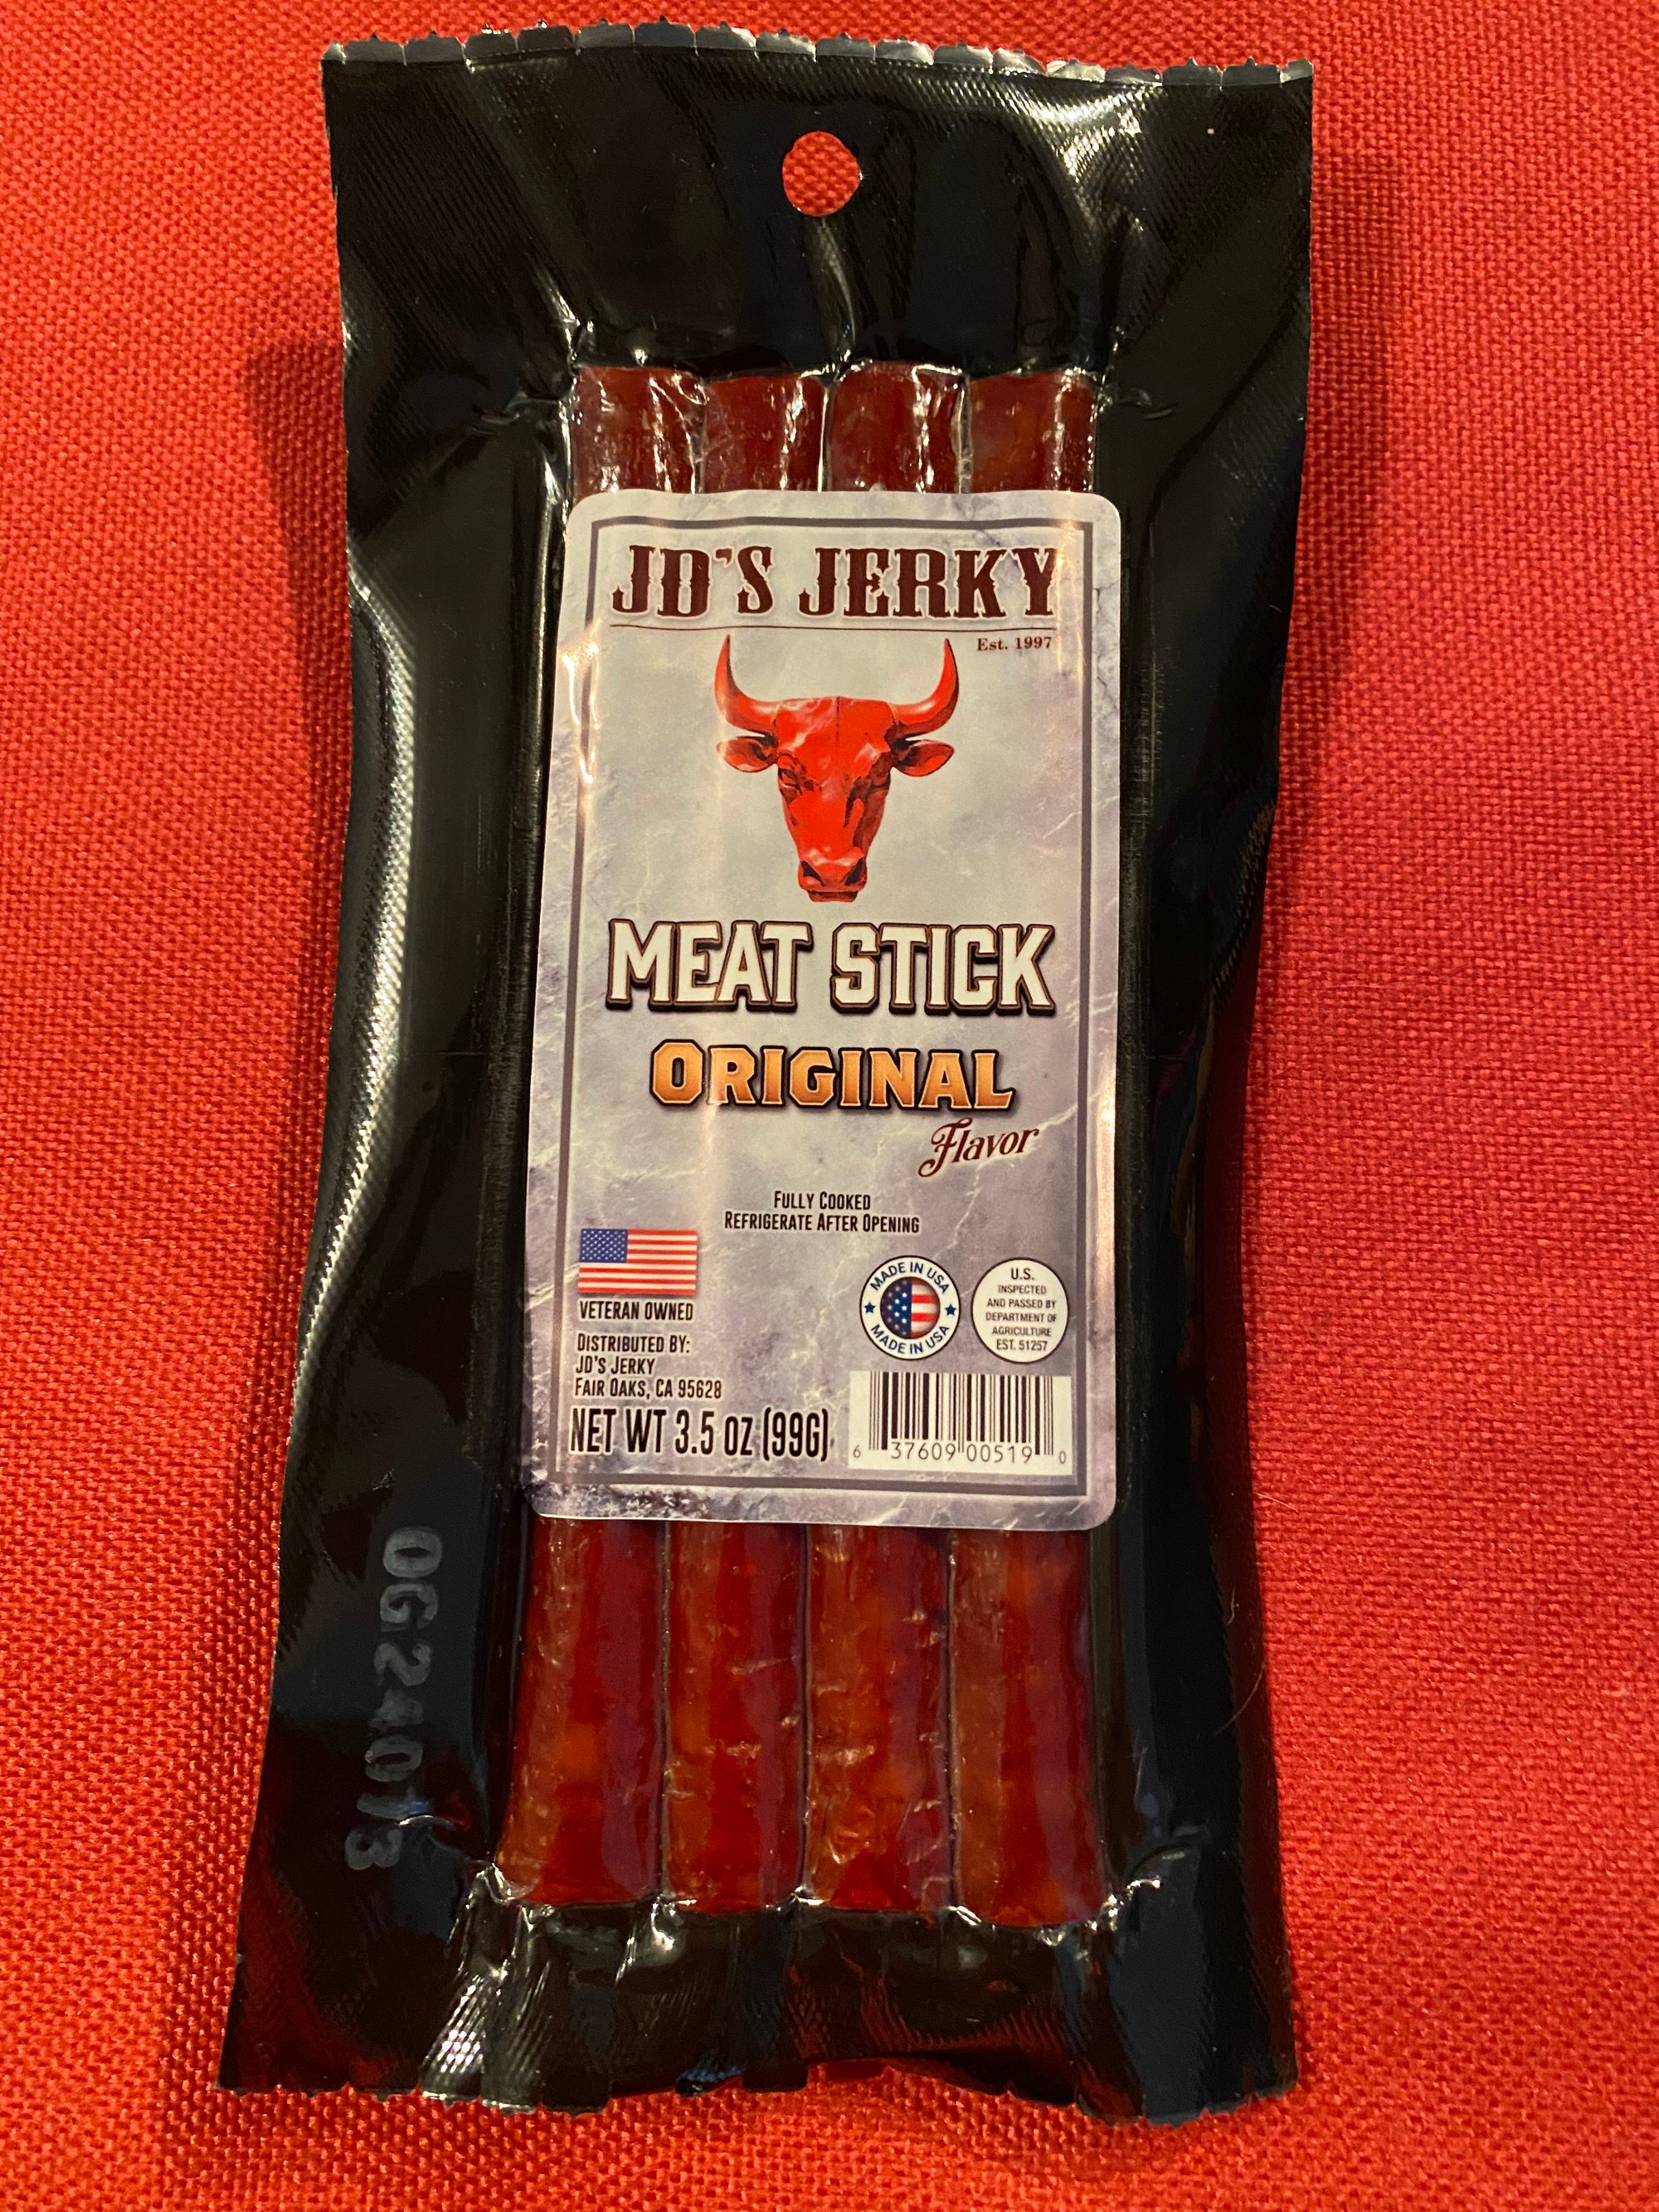 JD'S JERKY
Est. 1997
MEAT STICK
ORIGINAL
Flavor
FULLY COOKED
REFRIGERATE AFTER OPENING
VETERAN OWNED
DISTRIBUTED BY:
JD'S JERKY
FAIR OAKS, CA 95628
NET WT 3.5 OZ (99G)
MADE IN USA
MADE IN USA
U.S.
INSPECTED
AND PASSED BY
DEPARTMENT OF
AGRICULTURE
EST. 51257
6 37609 00519 0